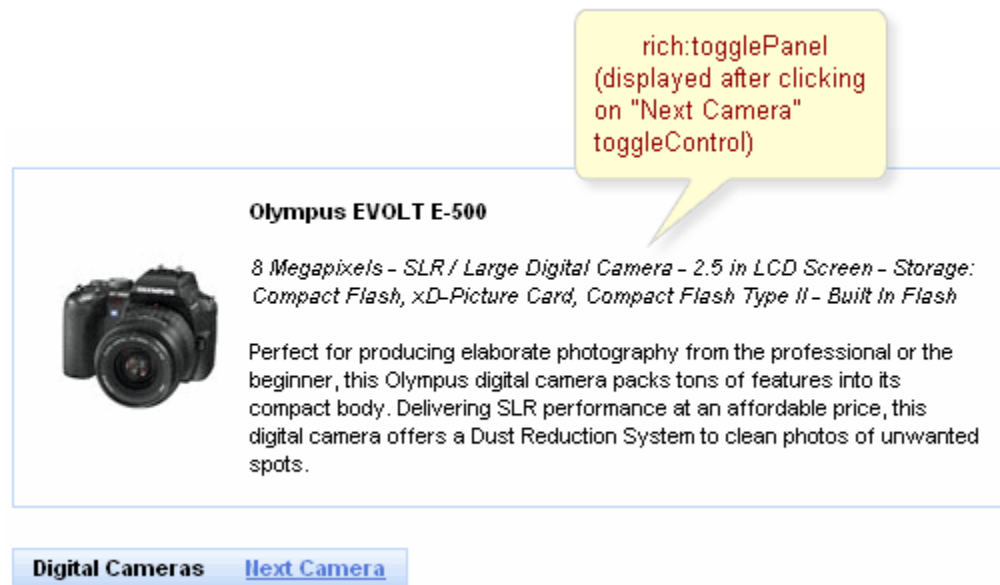 rich:togglePanel
(displayed after clicking
on "Next Camera"
toggleControl)
Olympus EVOLT E-500
8 Megapixels - SLR / Large Digital Camera - 2.5 in LCD Screen - Storage:
Compact Flash, xD-Picture Card, Compact Flash Type II - Built In Flash
OLYMPUS
Perfect for producing elaborate photography from the professional or the
beginner, this Olympus digital camera packs tons of features into its
compact body. Delivering SLR performance at an affordable price, this
digital camera offers a Dust Reduction System to clean photos of unwanted
spots.
Digital Cameras Next Camera